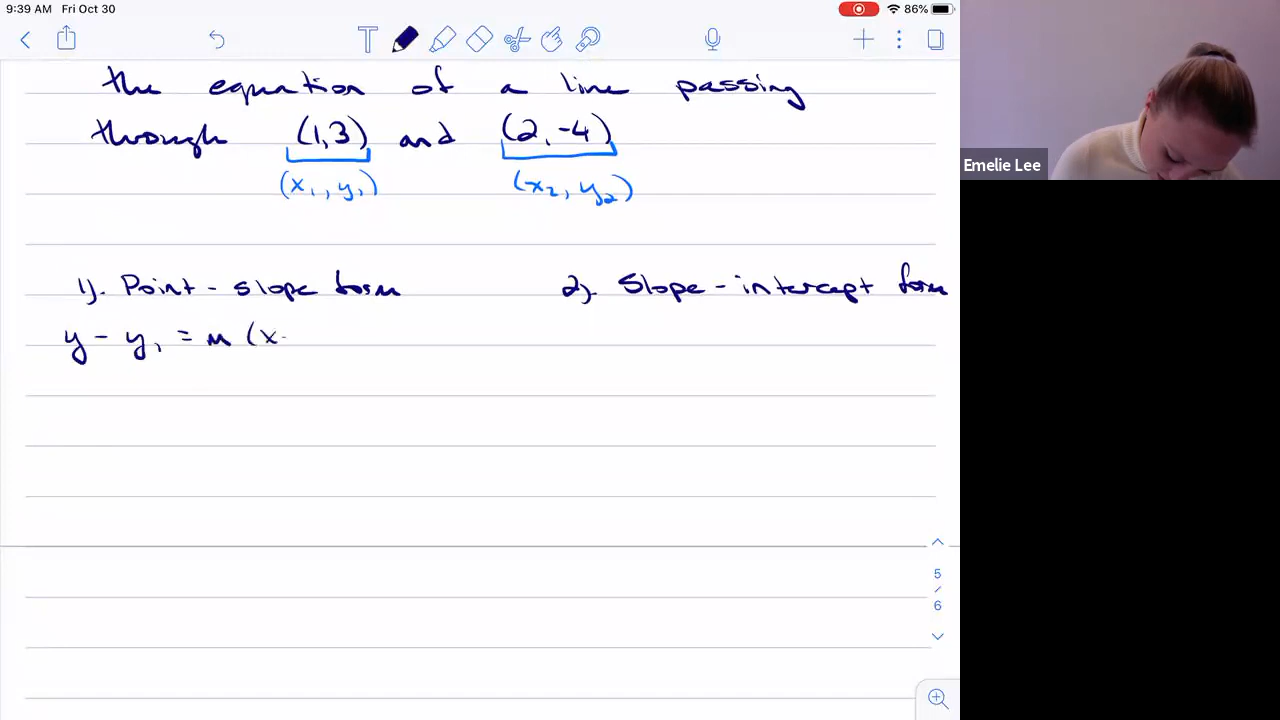 9:39 AM Fri Oct 30 86%
the equation of a line passing
through (1,3) and (2,-4)
(x₁, y₁) (x₂, y₂)
Emelie Lee
1). Point - slope form 2). Slope - intercept form
y - y₁ = m (x-
5
/
6